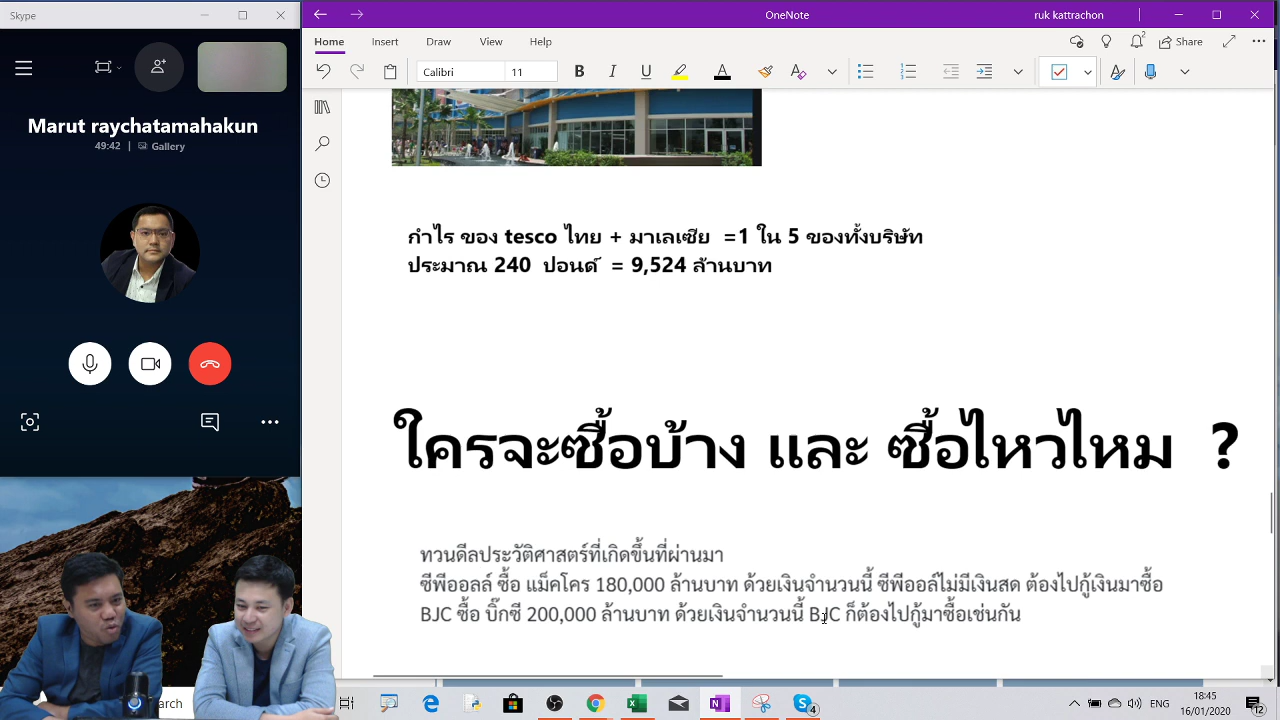 Skype
OneNote
ruk kattrachon
Home
Insert
Draw
View
Help
2
Share
Calibri
11
B
I
U
A
A
Marut raychatamahakun
49:42 | Gallery
กำไร ของ tesco ไทย + มาเลเซีย =1 ใน 5 ของทั้งบริษัท
ประมาณ 240 ปอนด์ = 9,524 ล้านบาท
ใครจะซื้อบ้าง และ ซื้อไหวไหม ?
ทวนดีลประวัติศาสตร์ที่เกิดขึ้นที่ผ่านมา
ซีพีออลล์ ซื้อ แม็คโคร 180,000 ล้านบาท ด้วยเงินจำนวนนี้ ซีพีออล์ไม่มีเงินสด ต้องไปกู้เงินมาซื้อ
BJC ซื้อ บิ๊กซี 200,000 ล้านบาท ด้วยเงินจำนวนนี้ BJC ก็ต้องไปกู้มาซื้อเช่นกัน
arch
4
ENG
18:45
16/01/2020
12